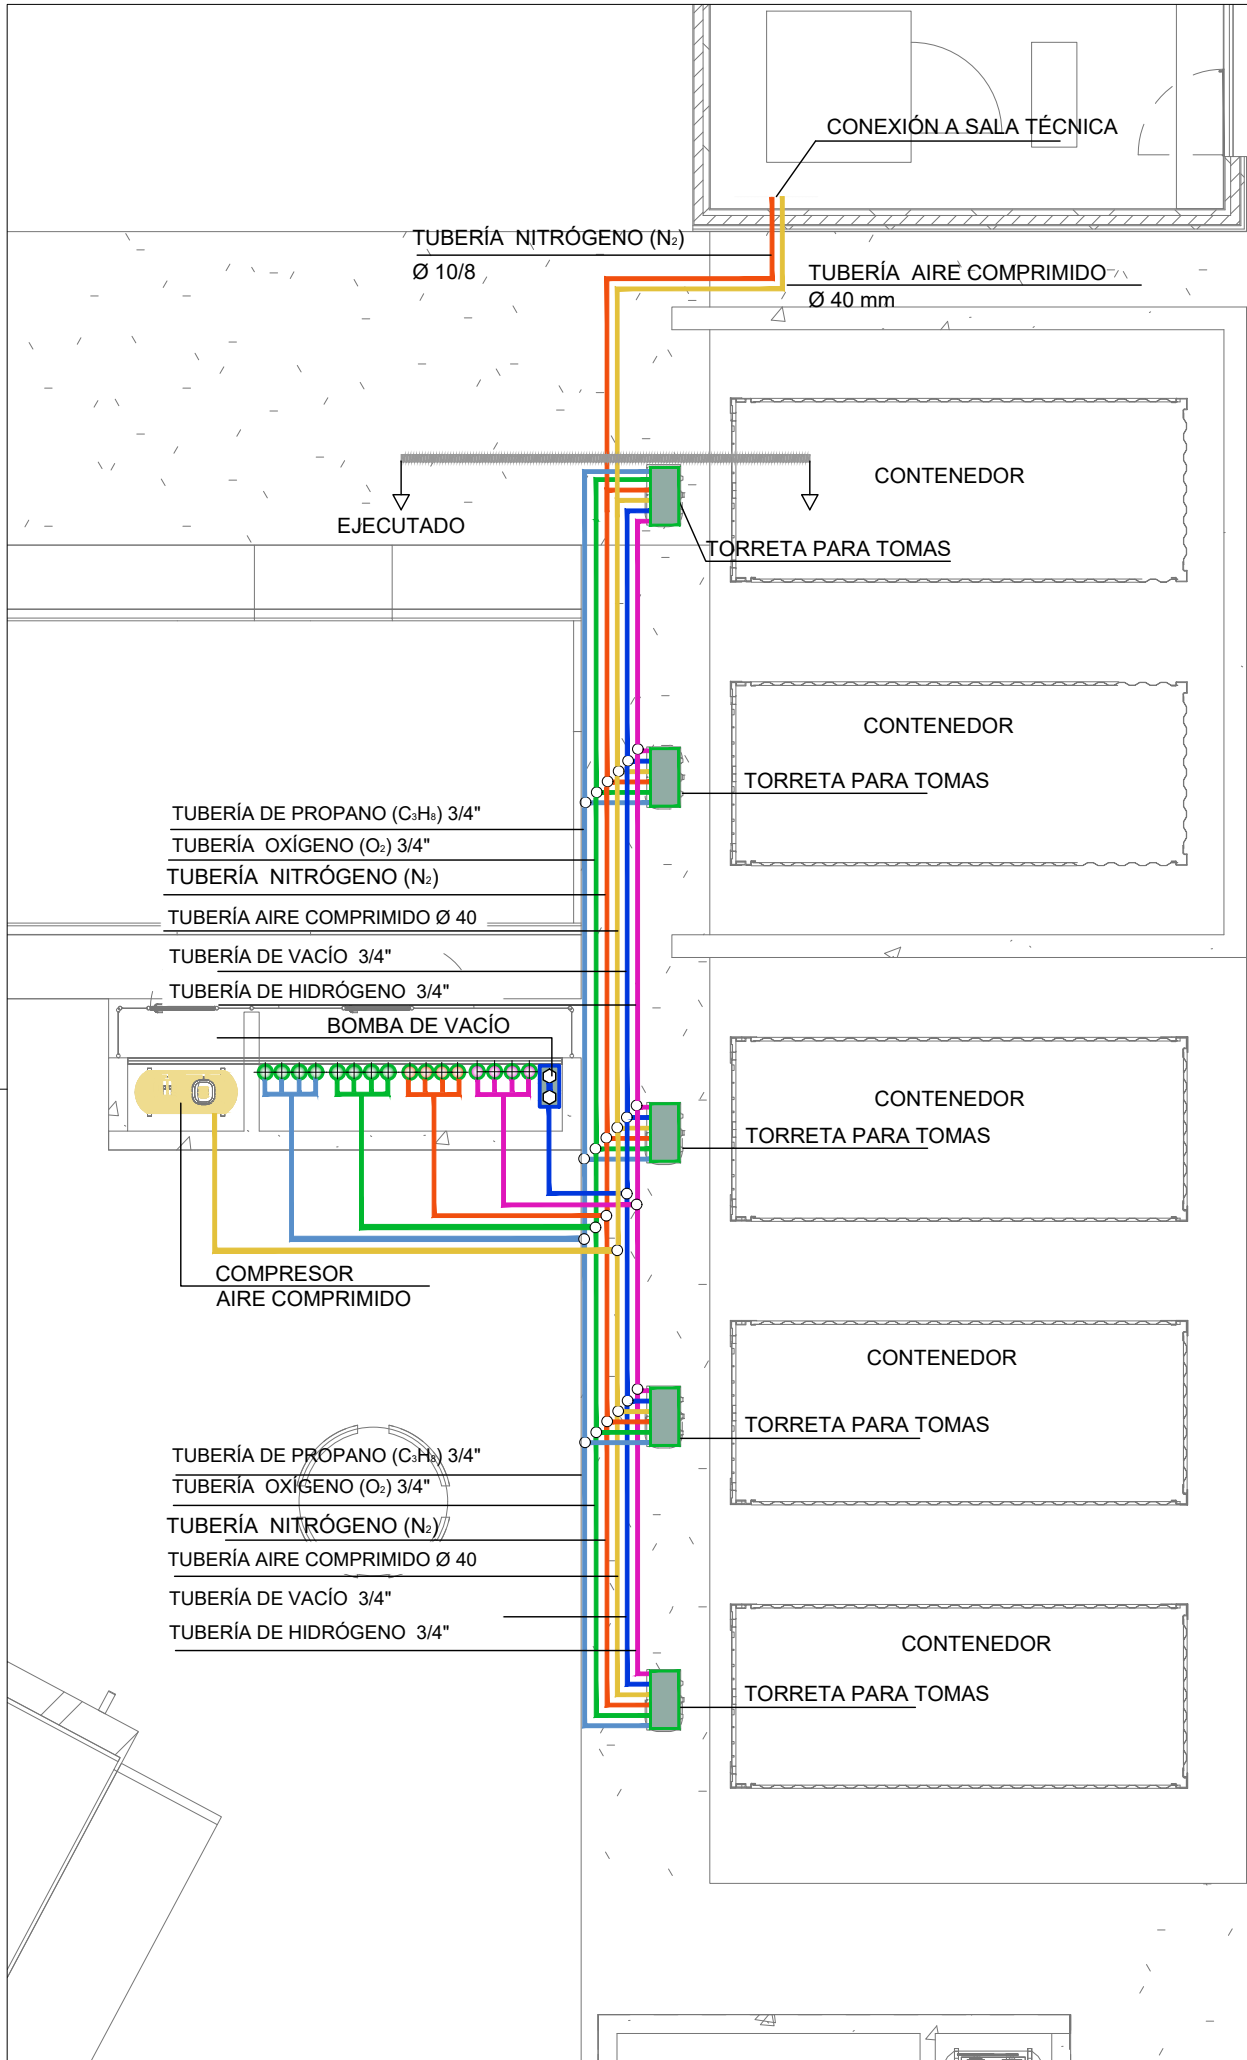 CONEXIÓN A SALA TÉCNICA
TUBERÍA NITRÓGENO (N₂)
Ø 10/8
TUBERÍA AIRE COMPRIMIDO
Ø 40 mm
CONTENEDOR
EJECUTADO
TORRETA PARA TOMAS
CONTENEDOR
TORRETA PARA TOMAS
TUBERÍA DE PROPANO (C₃H₈) 3/4"
TUBERÍA OXÍGENO (O₂) 3/4"
TUBERÍA NITRÓGENO (N₂)
TUBERÍA AIRE COMPRIMIDO Ø 40
TUBERÍA DE VACÍO 3/4"
TUBERÍA DE HIDRÓGENO 3/4"
BOMBA DE VACÍO
CONTENEDOR
TORRETA PARA TOMAS
COMPRESOR
AIRE COMPRIMIDO
CONTENEDOR
TORRETA PARA TOMAS
TUBERÍA DE PROPANO (C₃H₈) 3/4"
TUBERÍA OXÍGENO (O₂) 3/4"
TUBERÍA NITRÓGENO (N₂)
TUBERÍA AIRE COMPRIMIDO Ø 40
TUBERÍA DE VACÍO 3/4"
TUBERÍA DE HIDRÓGENO 3/4"
CONTENEDOR
TORRETA PARA TOMAS